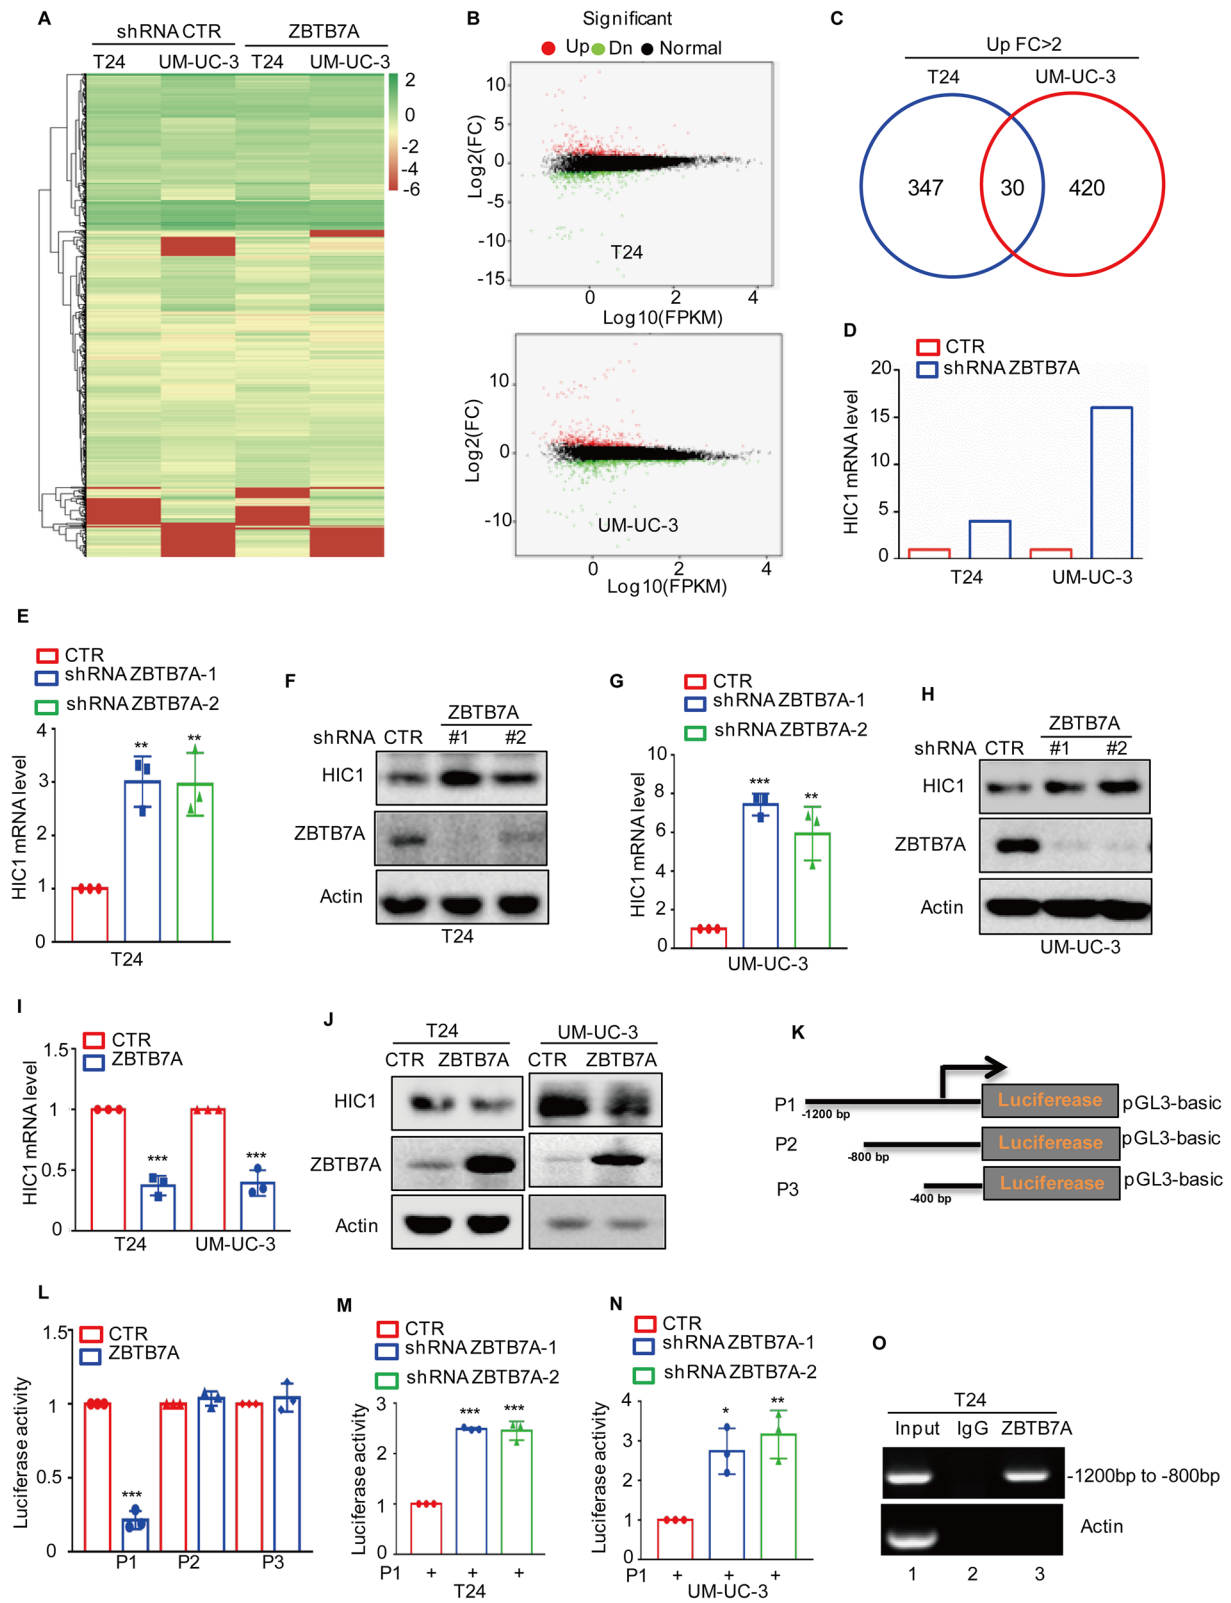 A
shRNA CTR
ZBTB7A
T24
UM-UC-3
T24
UM-UC-3
2
0
-2
-4
-6
B
Significant
Up
Dn
Normal
Log2(FC)
10
5
0
-5
-10
-15
T24
0
2
4
Log10(FPKM)
Log2(FC)
10
0
-10
UM-UC-3
0
2
4
Log10(FPKM)
C
Up FC>2
T24
UM-UC-3
347
30
420
D
CTR
shRNA ZBTB7A
HIC1 mRNA level
20
15
10
5
0
T24
UM-UC-3
E
CTR
shRNA ZBTB7A-1
shRNA ZBTB7A-2
HIC1 mRNA level
4
3
2
1
0
**
**
T24
F
ZBTB7A
shRNA CTR #1 #2
HIC1
ZBTB7A
Actin
T24
G
CTR
shRNA ZBTB7A-1
shRNA ZBTB7A-2
HIC1 mRNA level
10
8
6
4
2
0
***
**
UM-UC-3
H
ZBTB7A
shRNA CTR #1 #2
HIC1
ZBTB7A
Actin
UM-UC-3
I
CTR
ZBTB7A
HIC1 mRNA level
1.5
1
0.5
0
***
***
T24
UM-UC-3
J
T24
UM-UC-3
CTR ZBTB7A
CTR ZBTB7A
HIC1
ZBTB7A
Actin
K
P1
-1200 bp
Luciferease
pGL3-basic
P2
-800 bp
Luciferease
pGL3-basic
P3
-400 bp
Luciferease
pGL3-basic
L
CTR
ZBTB7A
Luciferase activity
1.5
1
0.5
0
***
P1
P2
P3
M
CTR
shRNA ZBTB7A-1
shRNA ZBTB7A-2
Luciferase activity
3
2
1
0
***
***
P1 + + +
T24
N
CTR
shRNA ZBTB7A-1
shRNA ZBTB7A-2
Luciferase activity
4
3
2
1
0
*
**
P1 + + +
UM-UC-3
O
T24
Input IgG ZBTB7A
-1200bp to -800bp
Actin
1 2 3